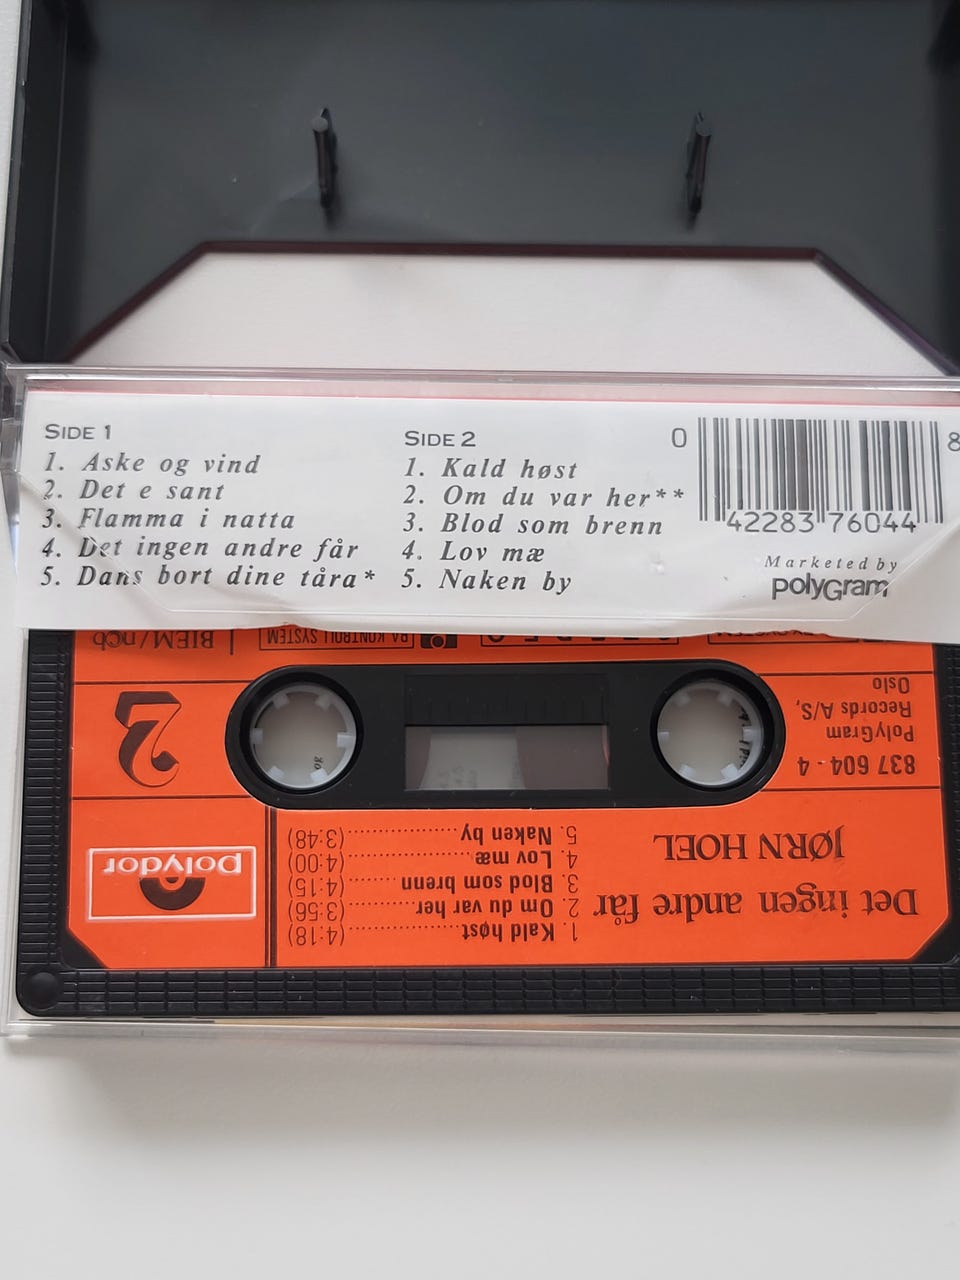 SIDE 1
1. Aske og vind
2. Det e sant
3. Flamma i natta
4. Det ingen andre får
5. Dans bort dine tåra*
SIDE 2
1. Kald høst
2. Om du var her**
3. Blod som brenn
4. Lov mæ
5. Naken by
0 42283 76044 8
Marketed by
polyGram
Det ingen andre får
JØRN HOEL
1. Kald høst (4:18)
2. Om du var her (3:56)
3. Blod som brenn (4:15)
4. Lov mæ (4:00)
5. Naken by (3:48)
polydor
837 604 - 4
PolyGram
Records A/S,
Oslo
2
STEREO
BIEM/ncb